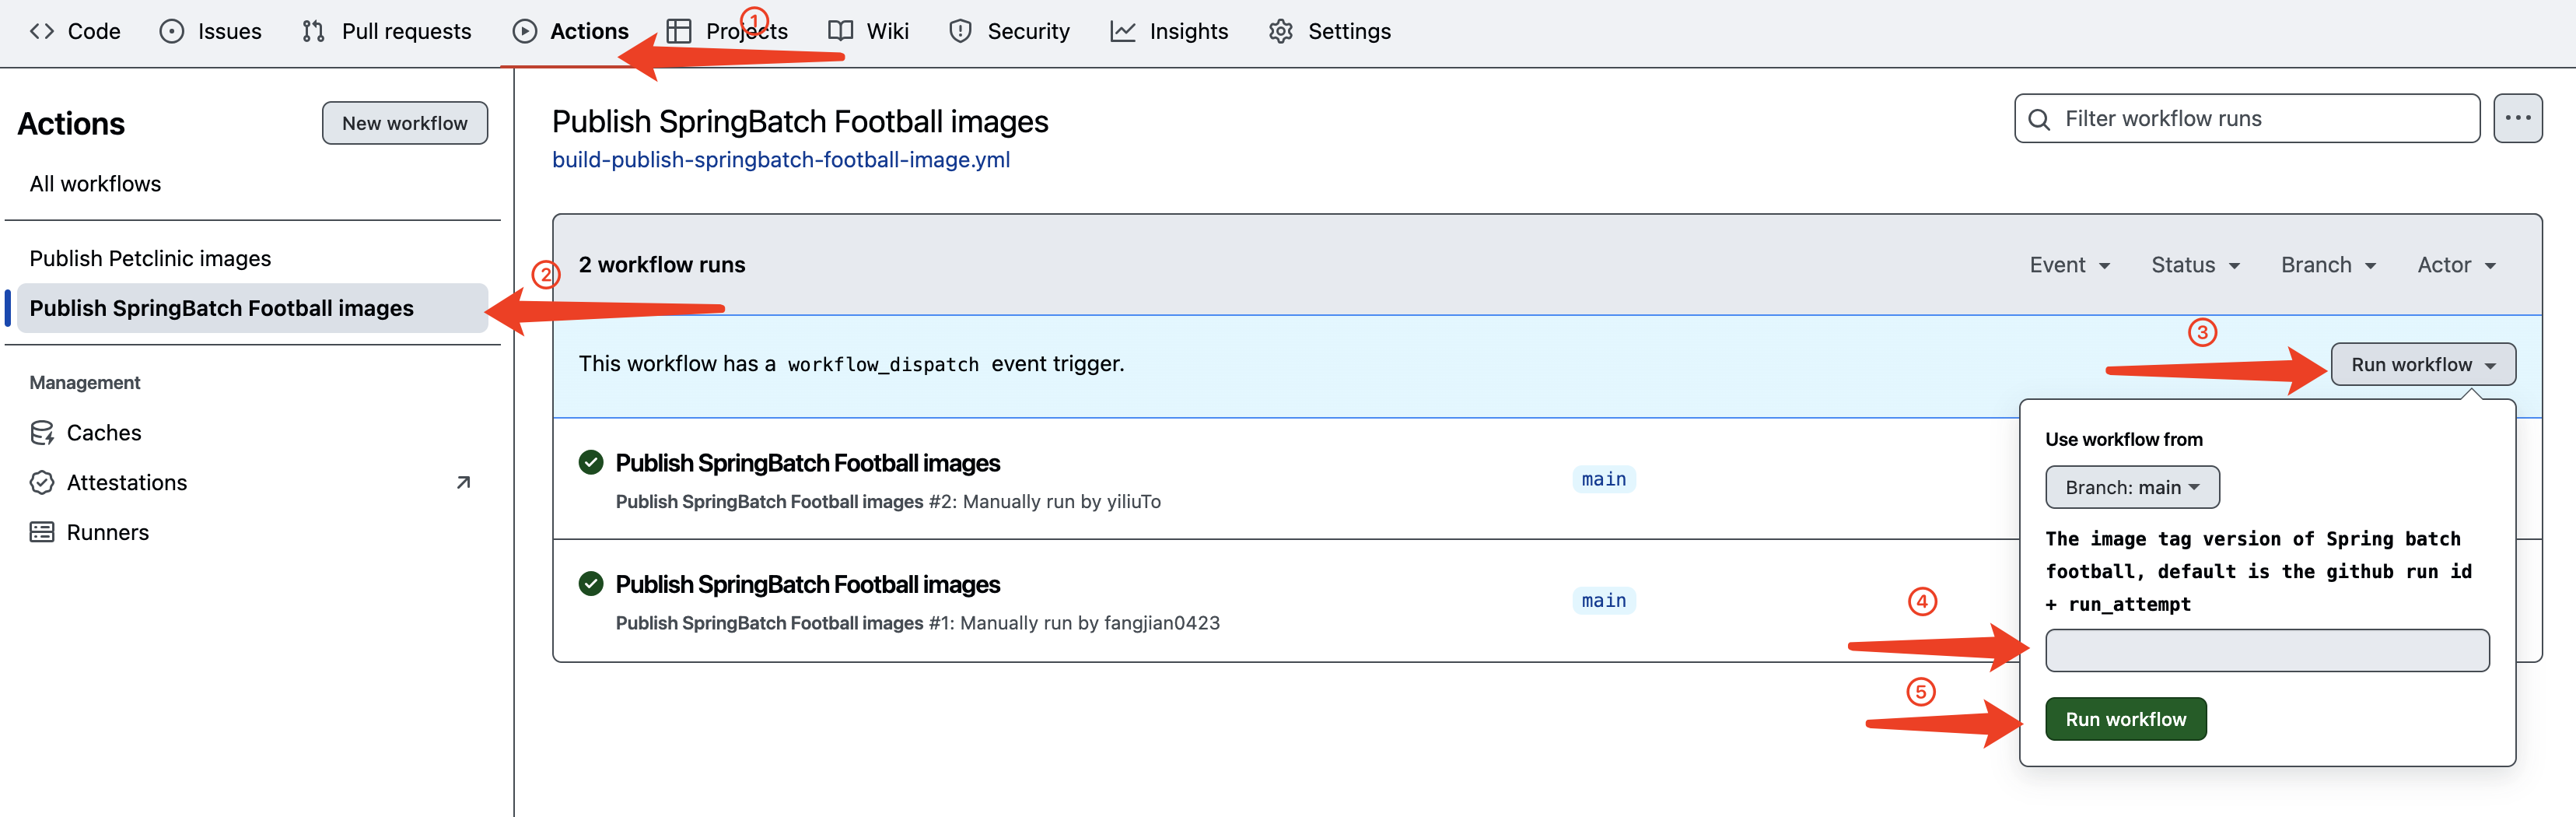 Code Issues Pull requests Actions Projects Wiki Security Insights Settings
①
Actions
New workflow
All workflows
Publish Petclinic images
Publish SpringBatch Football images
②
Management
Caches
Attestations
Runners
Publish SpringBatch Football images
build-publish-springbatch-football-image.yml
Filter workflow runs
2 workflow runs
Event Status Branch Actor
This workflow has a workflow_dispatch event trigger.
③
Run workflow
Publish SpringBatch Football images
Publish SpringBatch Football images #2: Manually run by yiliuTo
main
Publish SpringBatch Football images
Publish SpringBatch Football images #1: Manually run by fangjian0423
main
Use workflow from
Branch: main
The image tag version of Spring batch
football, default is the github run id
+ run_attempt
④
⑤
Run workflow